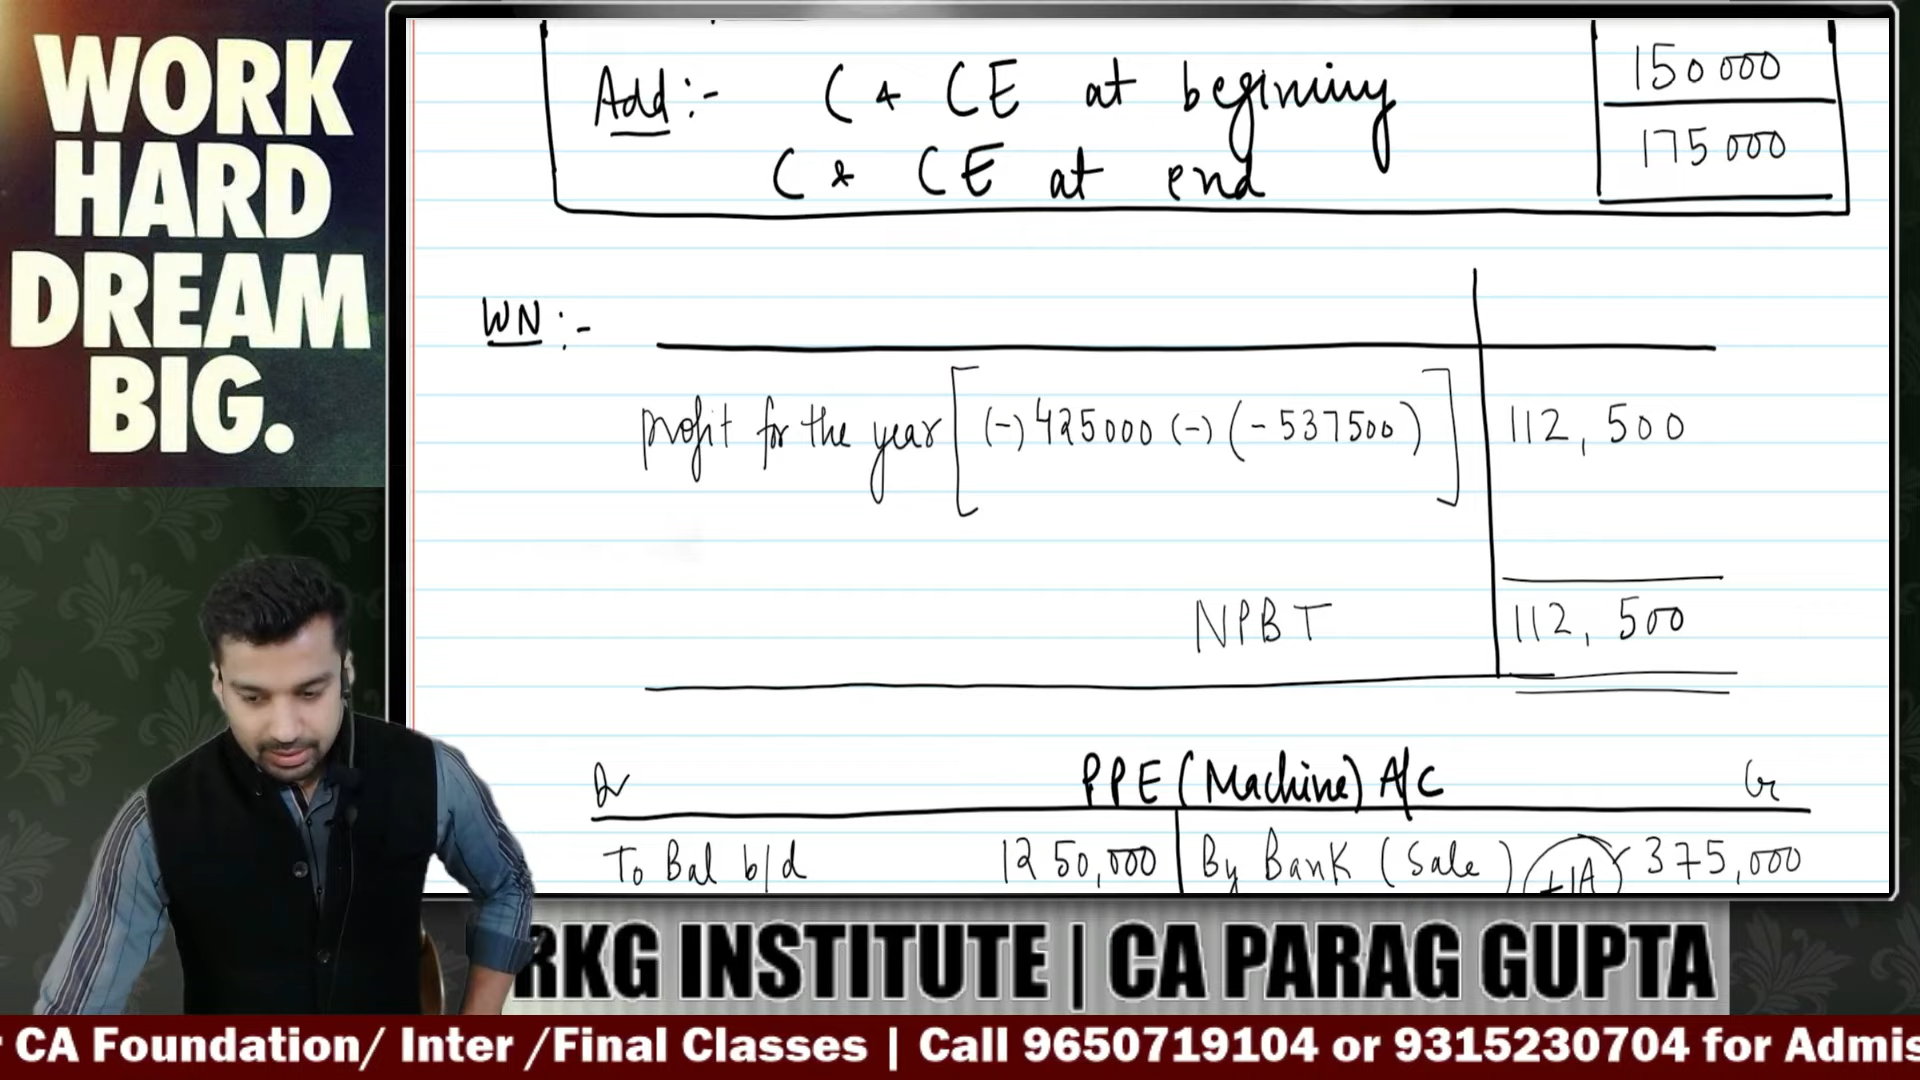 WORK
HARD
DREAM
BIG.
150000
Add:- C & CE at begining
175000
C & CE at end
WN :-
profit for the year [(-) 425000 (-) (- 537500)] 112, 500
NPBT 112, 500
Dr PPE (Machine) A/C Cr
To Bal b/d 1250,000 By Bank (Sale) +IA 375,000
RKG INSTITUTE | CA PARAG GUPTA
r CA Foundation/ Inter /Final Classes | Call 9650719104 or 9315230704 for Admis